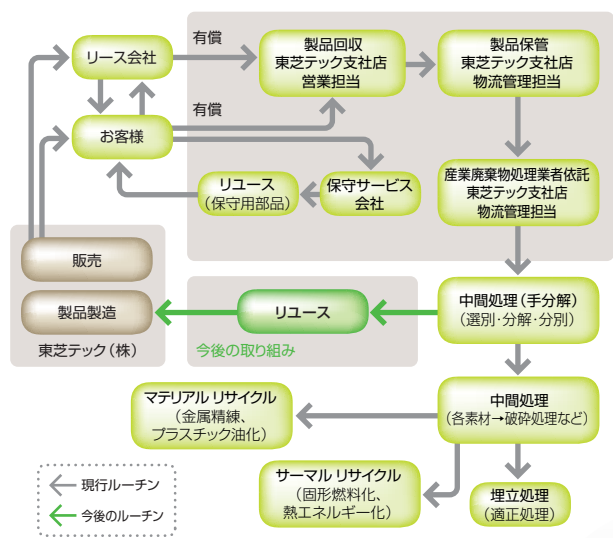 リース会社
有償
製品回収
東芝テック支社店
営業担当
製品保管
東芝テック支社店
物流管理担当
お客様
有償
リユース
（保守用部品）
保守サービス
会社
産業廃棄物処理業者依託
東芝テック支社店
物流管理担当
販売
製品製造
東芝テック（株）
リユース
今後の取り組み
中間処理（手分解）
（選別・分解・分別）
マテリアル リサイクル
（金属精練、
プラスチック油化）
中間処理
（各素材→破砕処理など）
サーマル リサイクル
（固形燃料化、
熱エネルギー化）
埋立処理
（適正処理）
現行ルーチン
今後のルーチン